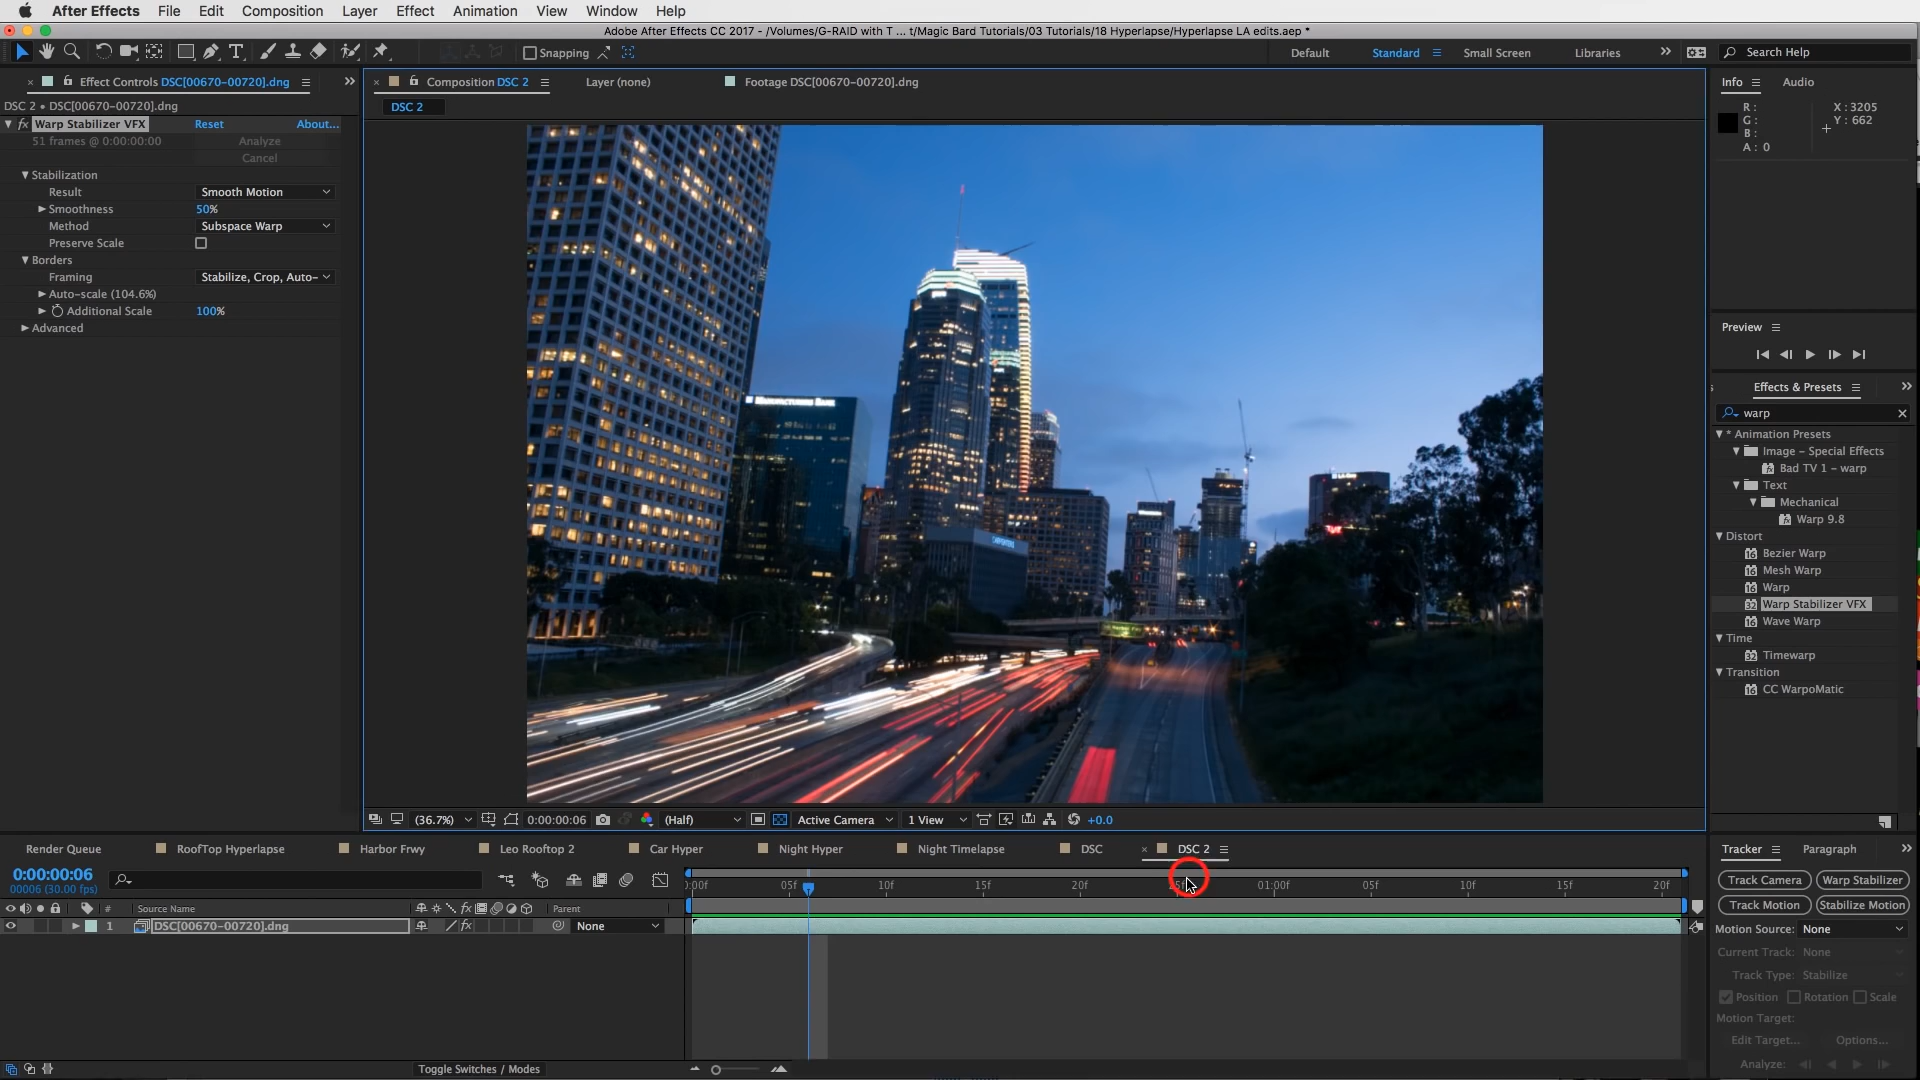 After Effects File Edit Composition Layer Effect Animation View Window Help
Adobe After Effects CC 2017 - /Volumes/G-RAID with T ... t/Magic Bard Tutorials/03 Tutorials/18 Hyperlapse/Hyperlapse LA edits.aep *
Snapping Default Standard Small Screen Libraries Search Help
Effect Controls DSC[00670-00720].dng
Composition DSC 2 Layer (none) Footage DSC[00670-00720].dng
Info Audio
DSC 2 • DSC[00670-00720].dng
DSC 2
R : X : 3205
G : Y : 662
B :
A : 0
fx Warp Stabilizer VFX Reset About...
51 frames @ 0:00:00:00 Analyze
Cancel
Stabilization
Result Smooth Motion
Smoothness 50%
Method Subspace Warp
Preserve Scale
Borders
Framing Stabilize, Crop, Auto-
Auto-scale (104.6%)
Additional Scale 100%
Advanced
Preview
Effects & Presets
warp
* Animation Presets
Image – Special Effects
Bad TV 1 – warp
Text
Mechanical
Warp 9.8
Distort
Bezier Warp
Mesh Warp
Warp
Warp Stabilizer VFX
Wave Warp
Time
Timewarp
Transition
CC WarpoMatic
(36.7%) 0:00:00:06 (Half) Active Camera 1 View +0.0
Render Queue RoofTop Hyperlapse Harbor Frwy Leo Rooftop 2 Car Hyper Night Hyper Night Timelapse DSC DSC 2
0:00:00:06
00006 (30.00 fps)
05f 10f 15f 20f 01:00f 05f 10f 15f 20f
# Source Name fx Parent
1 DSC[00670-00720].dng fx None
Toggle Switches / Modes
Tracker Paragraph
Track Camera Warp Stabilizer
Track Motion Stabilize Motion
Motion Source: None
Current Track: None
Track Type: Stabilize
Position Rotation Scale
Motion Target:
Edit Target... Options...
Analyze: